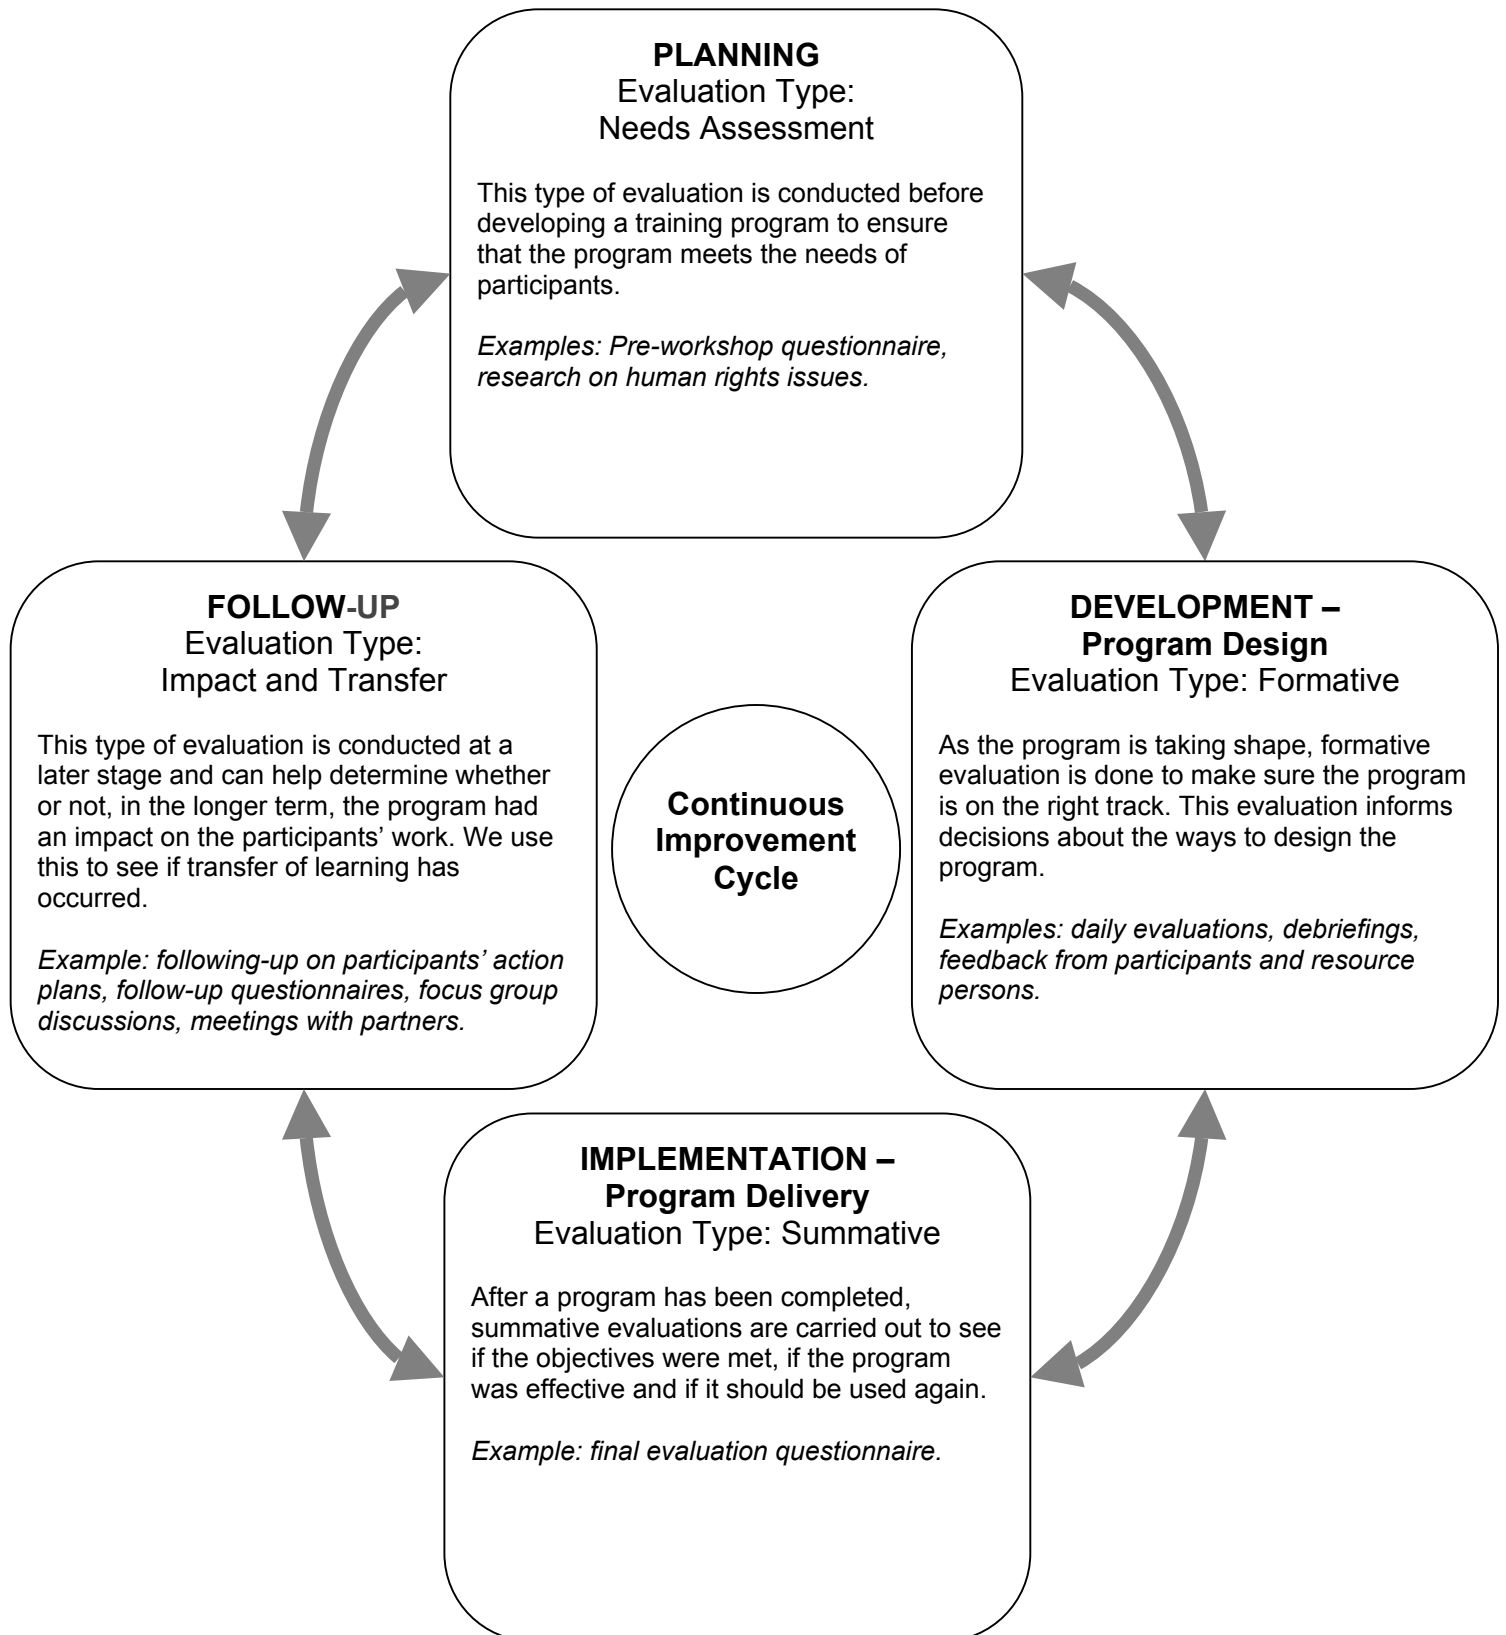 PLANNING
Evaluation Type:
Needs Assessment
This type of evaluation is conducted before
developing a training program to ensure
that the program meets the needs of
participants.
Examples: Pre-workshop questionnaire,
research on human rights issues.
FOLLOW-UP
Evaluation Type:
Impact and Transfer
This type of evaluation is conducted at a
later stage and can help determine whether
or not, in the longer term, the program had
an impact on the participants’ work. We use
this to see if transfer of learning has
occurred.
Example: following-up on participants’ action
plans, follow-up questionnaires, focus group
discussions, meetings with partners.
Continuous
Improvement
Cycle
DEVELOPMENT –
Program Design
Evaluation Type: Formative
As the program is taking shape, formative
evaluation is done to make sure the program
is on the right track. This evaluation informs
decisions about the ways to design the
program.
Examples: daily evaluations, debriefings,
feedback from participants and resource
persons.
IMPLEMENTATION –
Program Delivery
Evaluation Type: Summative
After a program has been completed,
summative evaluations are carried out to see
if the objectives were met, if the program
was effective and if it should be used again.
Example: final evaluation questionnaire.